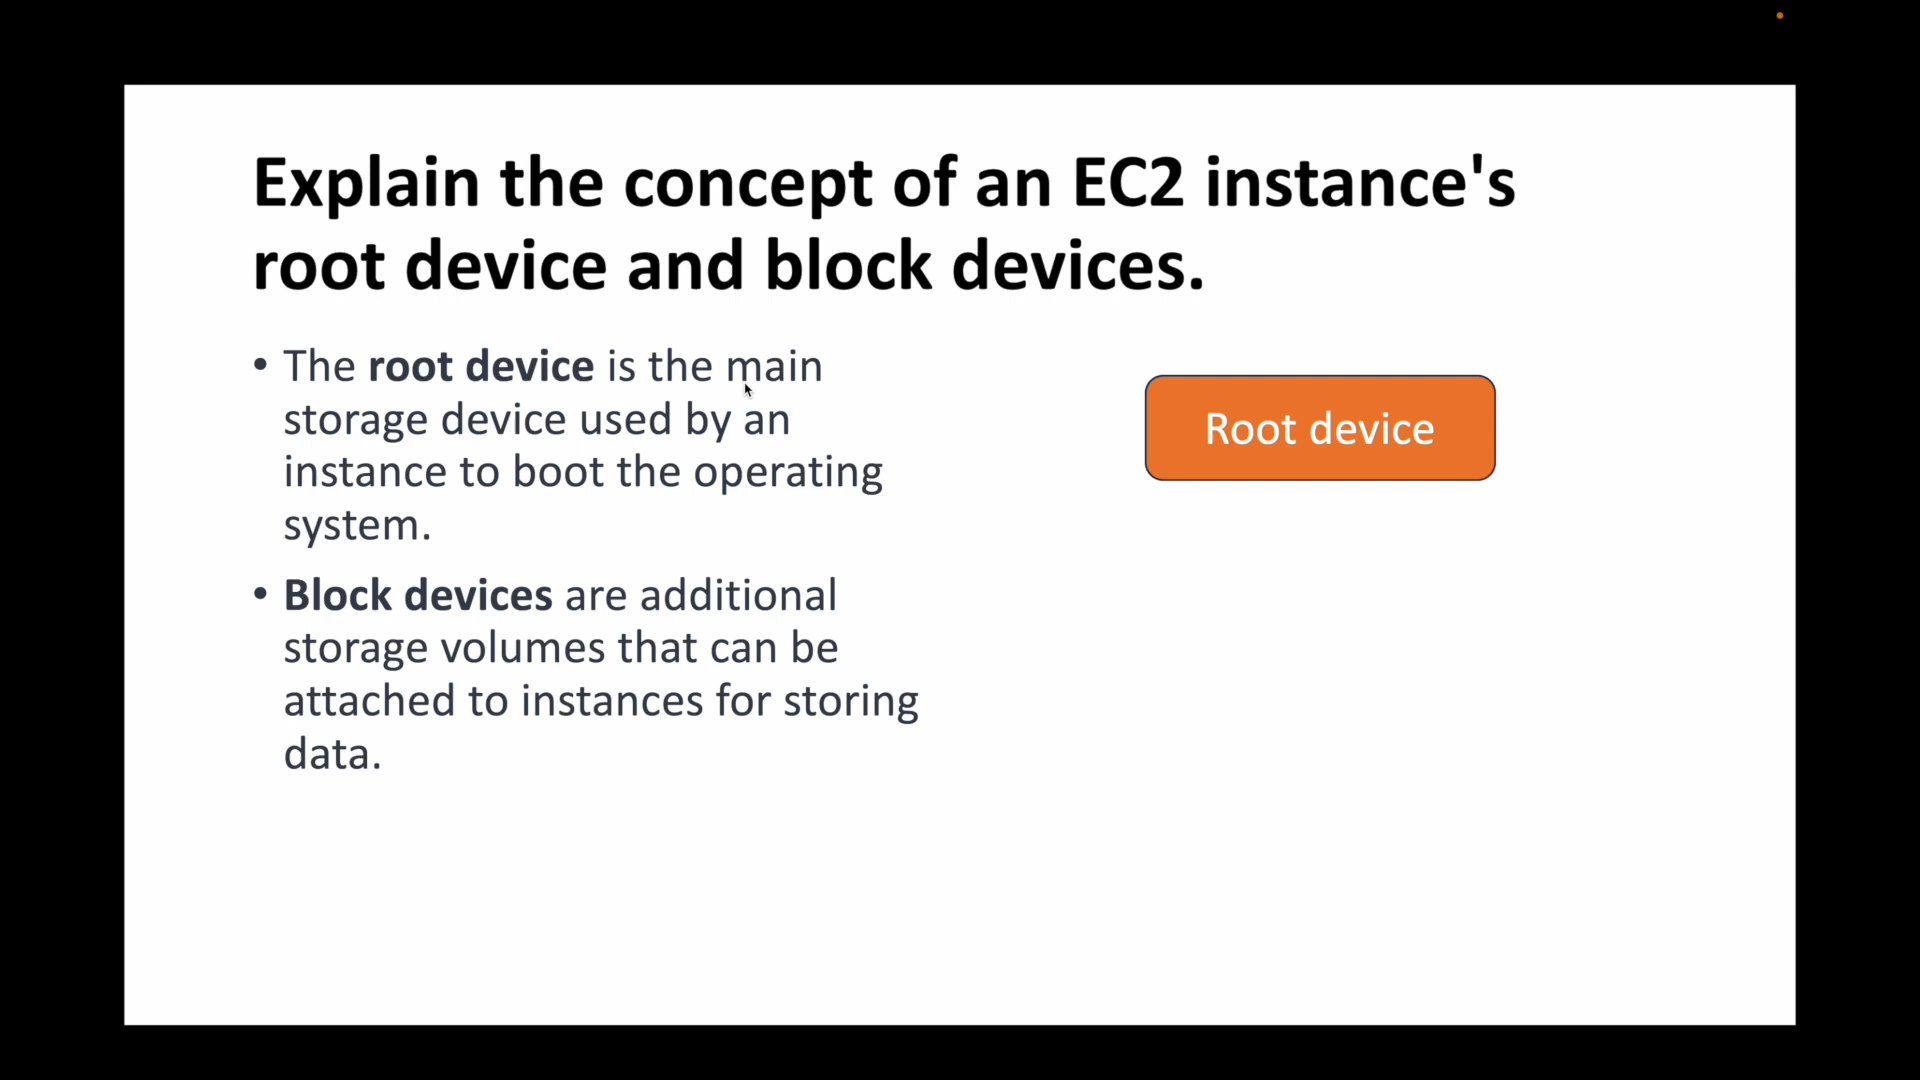 Explain the concept of an EC2 instance's
root device and block devices.
• The root device is the main
storage device used by an
instance to boot the operating
system.
• Block devices are additional
storage volumes that can be
attached to instances for storing
data.
Root device